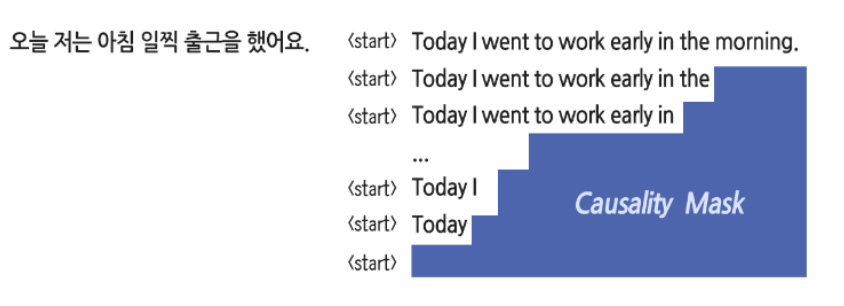 오늘 저는 아침 일찍 출근을 했어요.
〈start〉 Today I went to work early in the morning.
〈start〉 Today I went to work early in the
〈start〉 Today I went to work early in
...
〈start〉 Today I
〈start〉 Today
〈start〉
Causality Mask